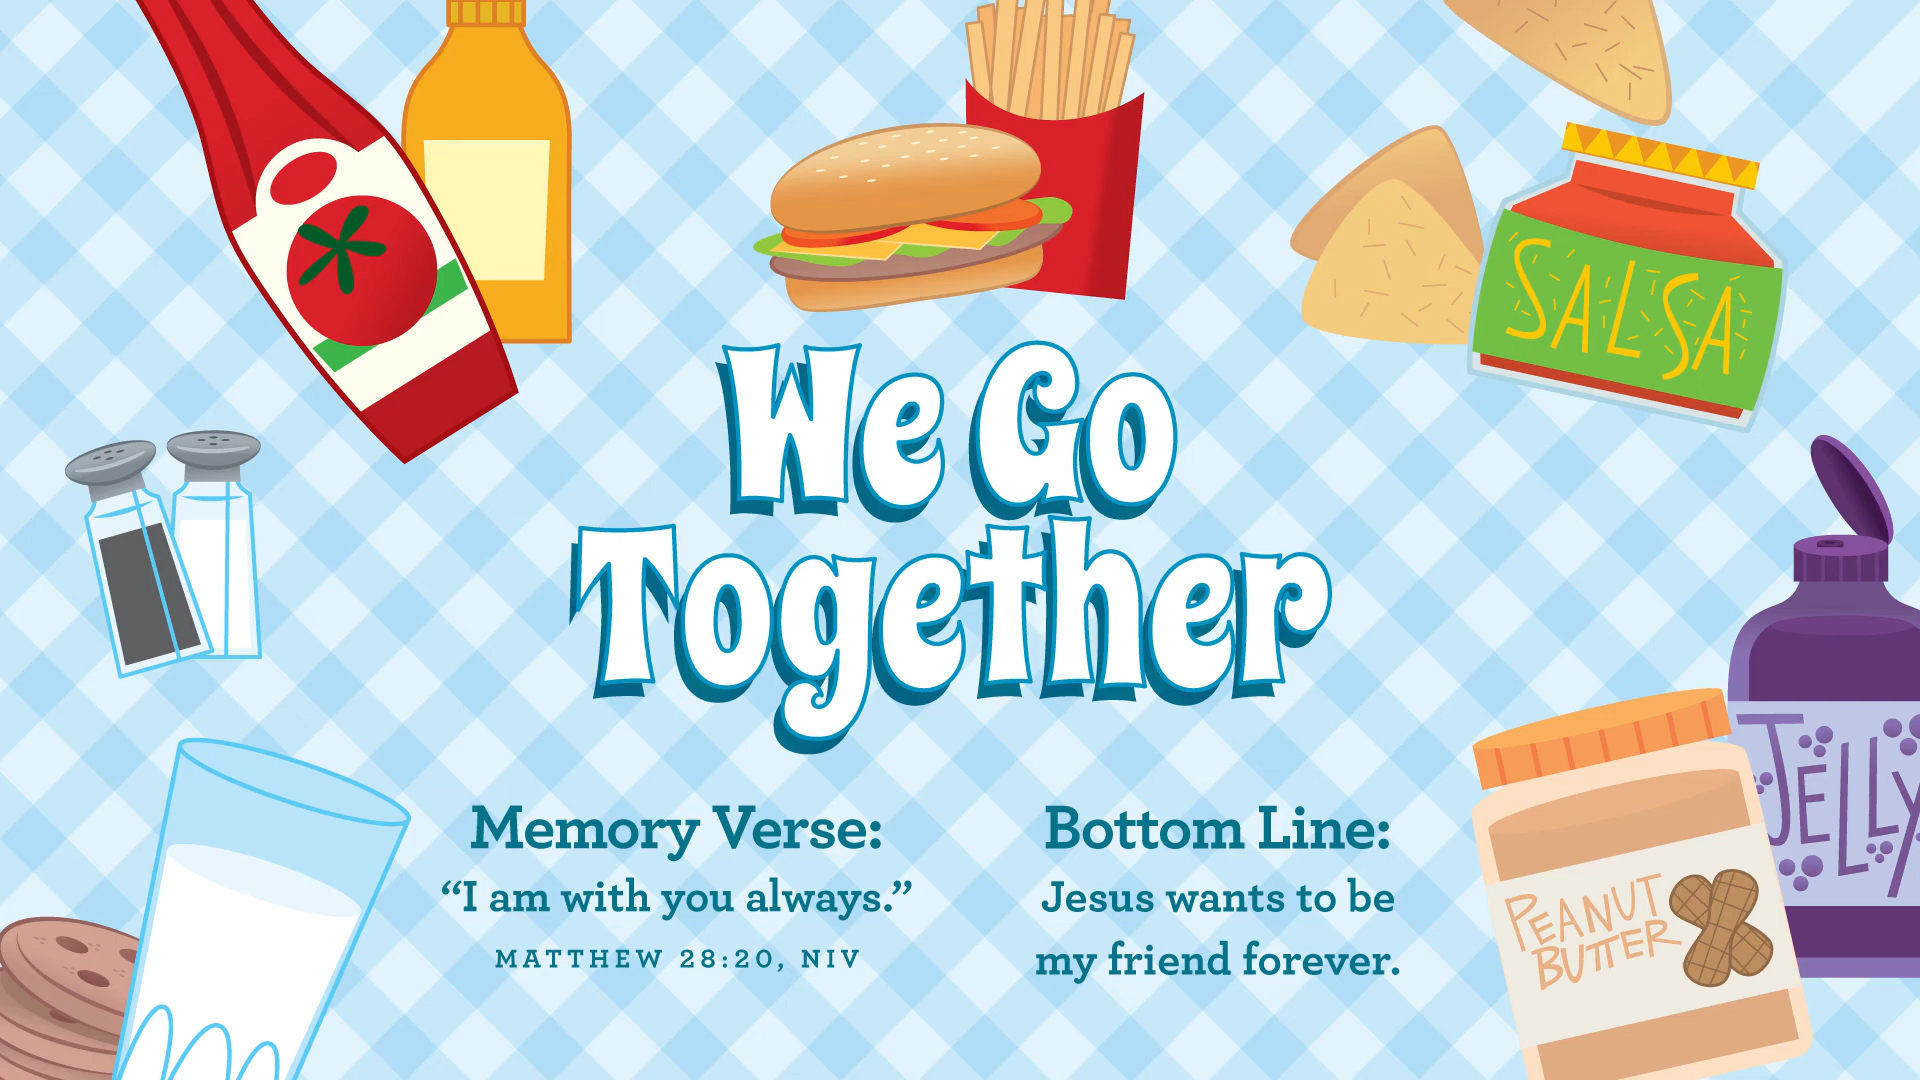 SALSA
We Go
Together
JELLY
Memory Verse:
“I am with you always.”
MATTHEW 28:20, NIV
Bottom Line:
Jesus wants to be
my friend forever.
PEANUT
BUTTER